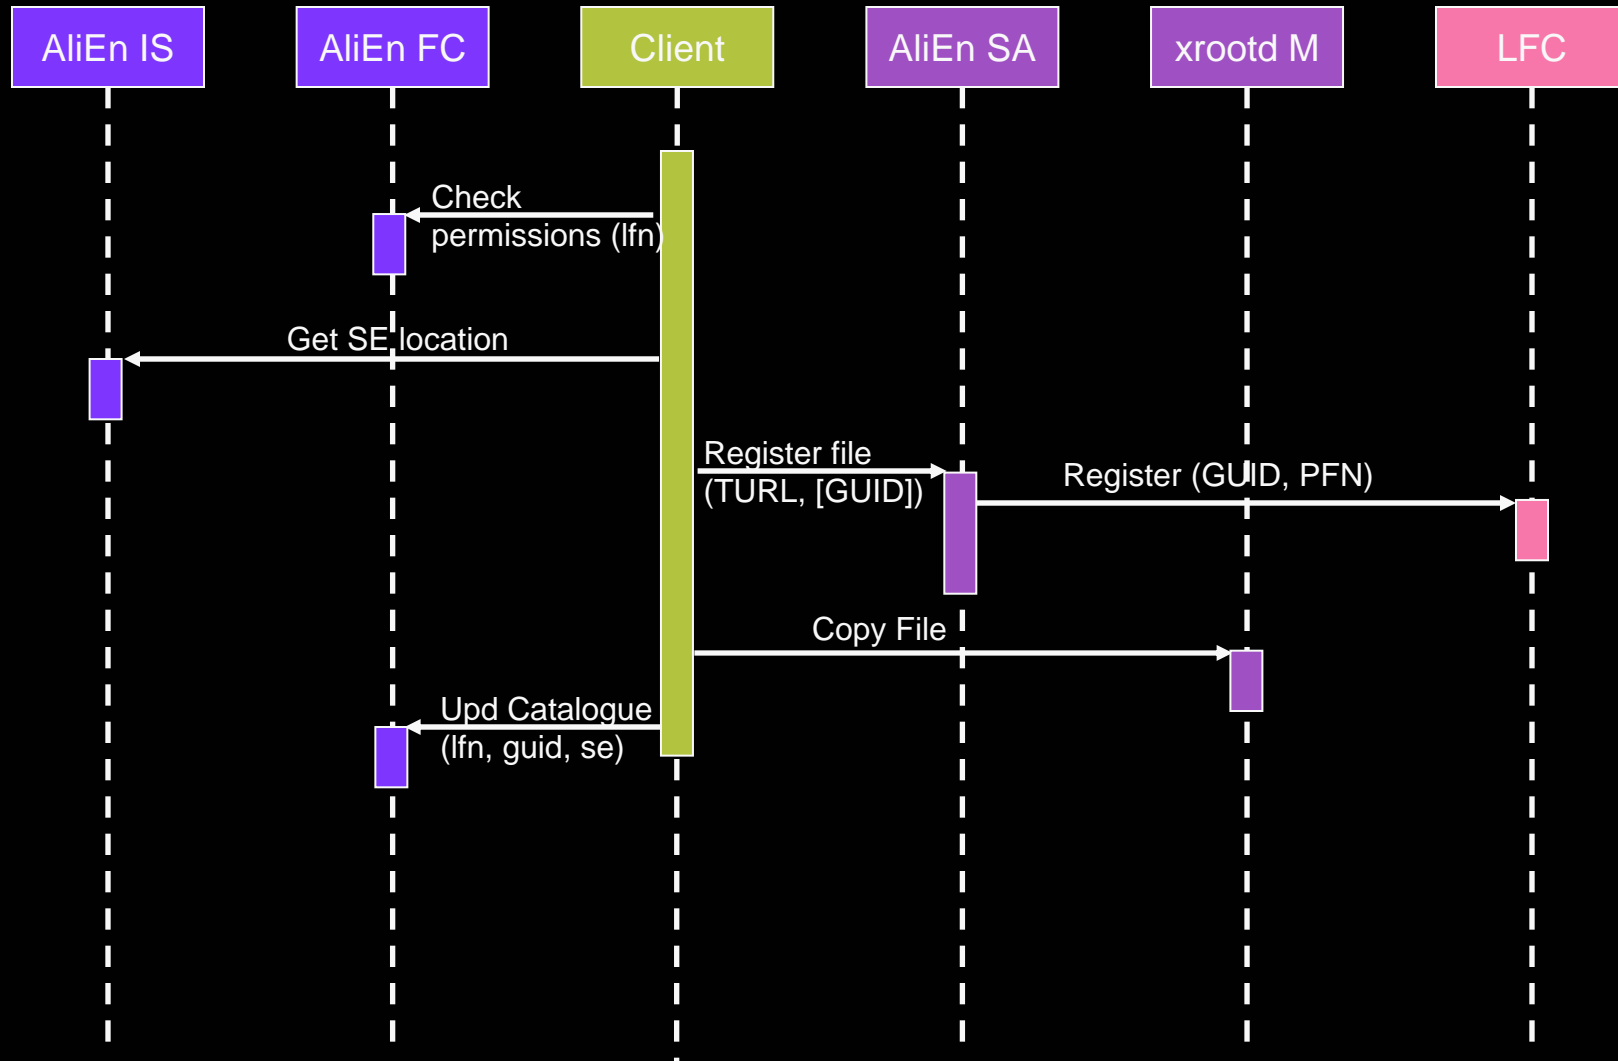 AliEn IS
AliEn FC
Client
AliEn SA
xrootd M
LFC
Check
permissions (lfn)
Get SE location
Register file
(TURL, [GUID])
Register (GUID, PFN)
Copy File
Upd Catalogue
(lfn, guid, se)